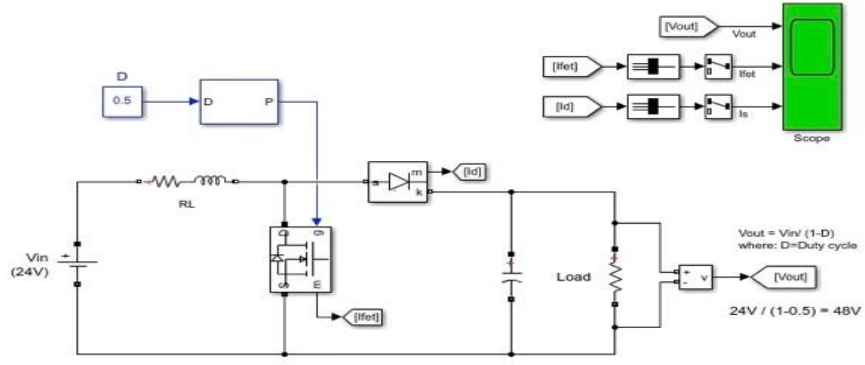 [Vout]
Vout
[Ifet]
Ifet
[Id]
Is
Scope
D
0.5
D
P
RL
a
m
k
[Id]
Vin
(24V)
+
D
g
S
m
[Ifet]
Load
+
-
v
[Vout]
Vout = Vin/ (1-D)
where: D=Duty cycle
24V / (1-0.5) = 48V